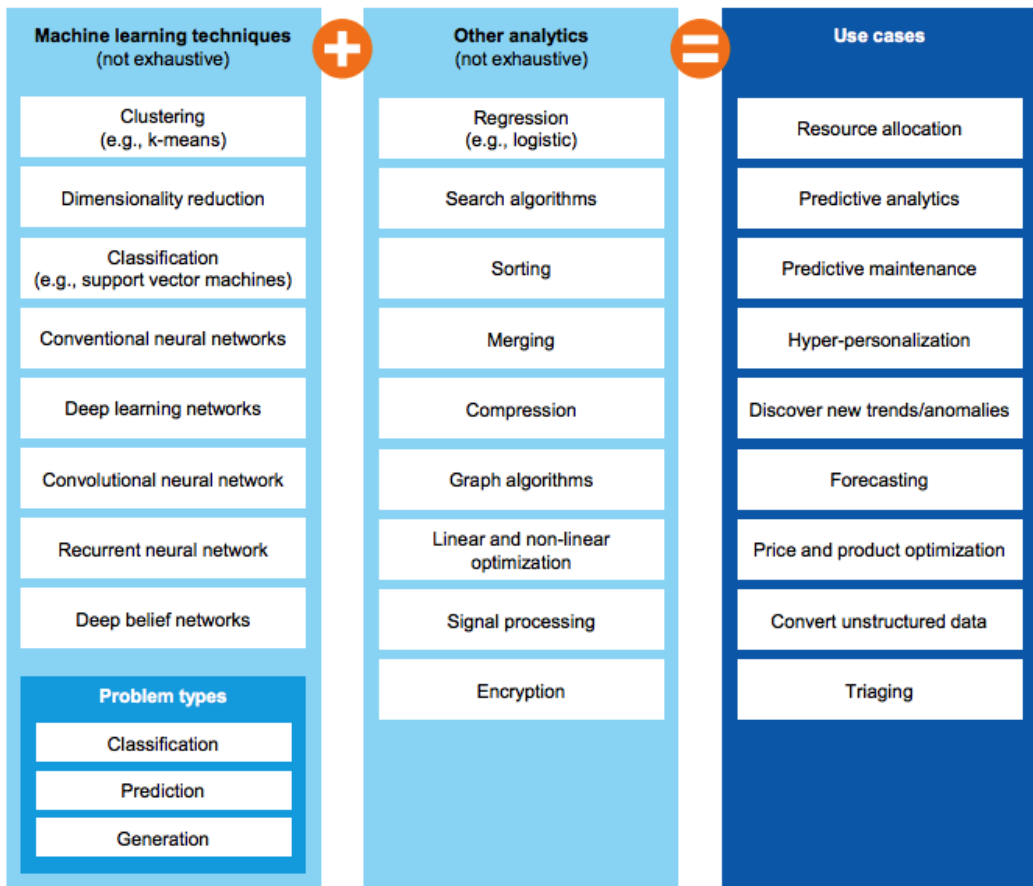 Machine learning techniques
(not exhaustive)
Clustering
(e.g., k-means)
Dimensionality reduction
Classification
(e.g., support vector machines)
Conventional neural networks
Deep learning networks
Convolutional neural network
Recurrent neural network
Deep belief networks
Problem types
Classification
Prediction
Generation
+
Other analytics
(not exhaustive)
Regression
(e.g., logistic)
Search algorithms
Sorting
Merging
Compression
Graph algorithms
Linear and non-linear
optimization
Signal processing
Encryption
=
Use cases
Resource allocation
Predictive analytics
Predictive maintenance
Hyper-personalization
Discover new trends/anomalies
Forecasting
Price and product optimization
Convert unstructured data
Triaging